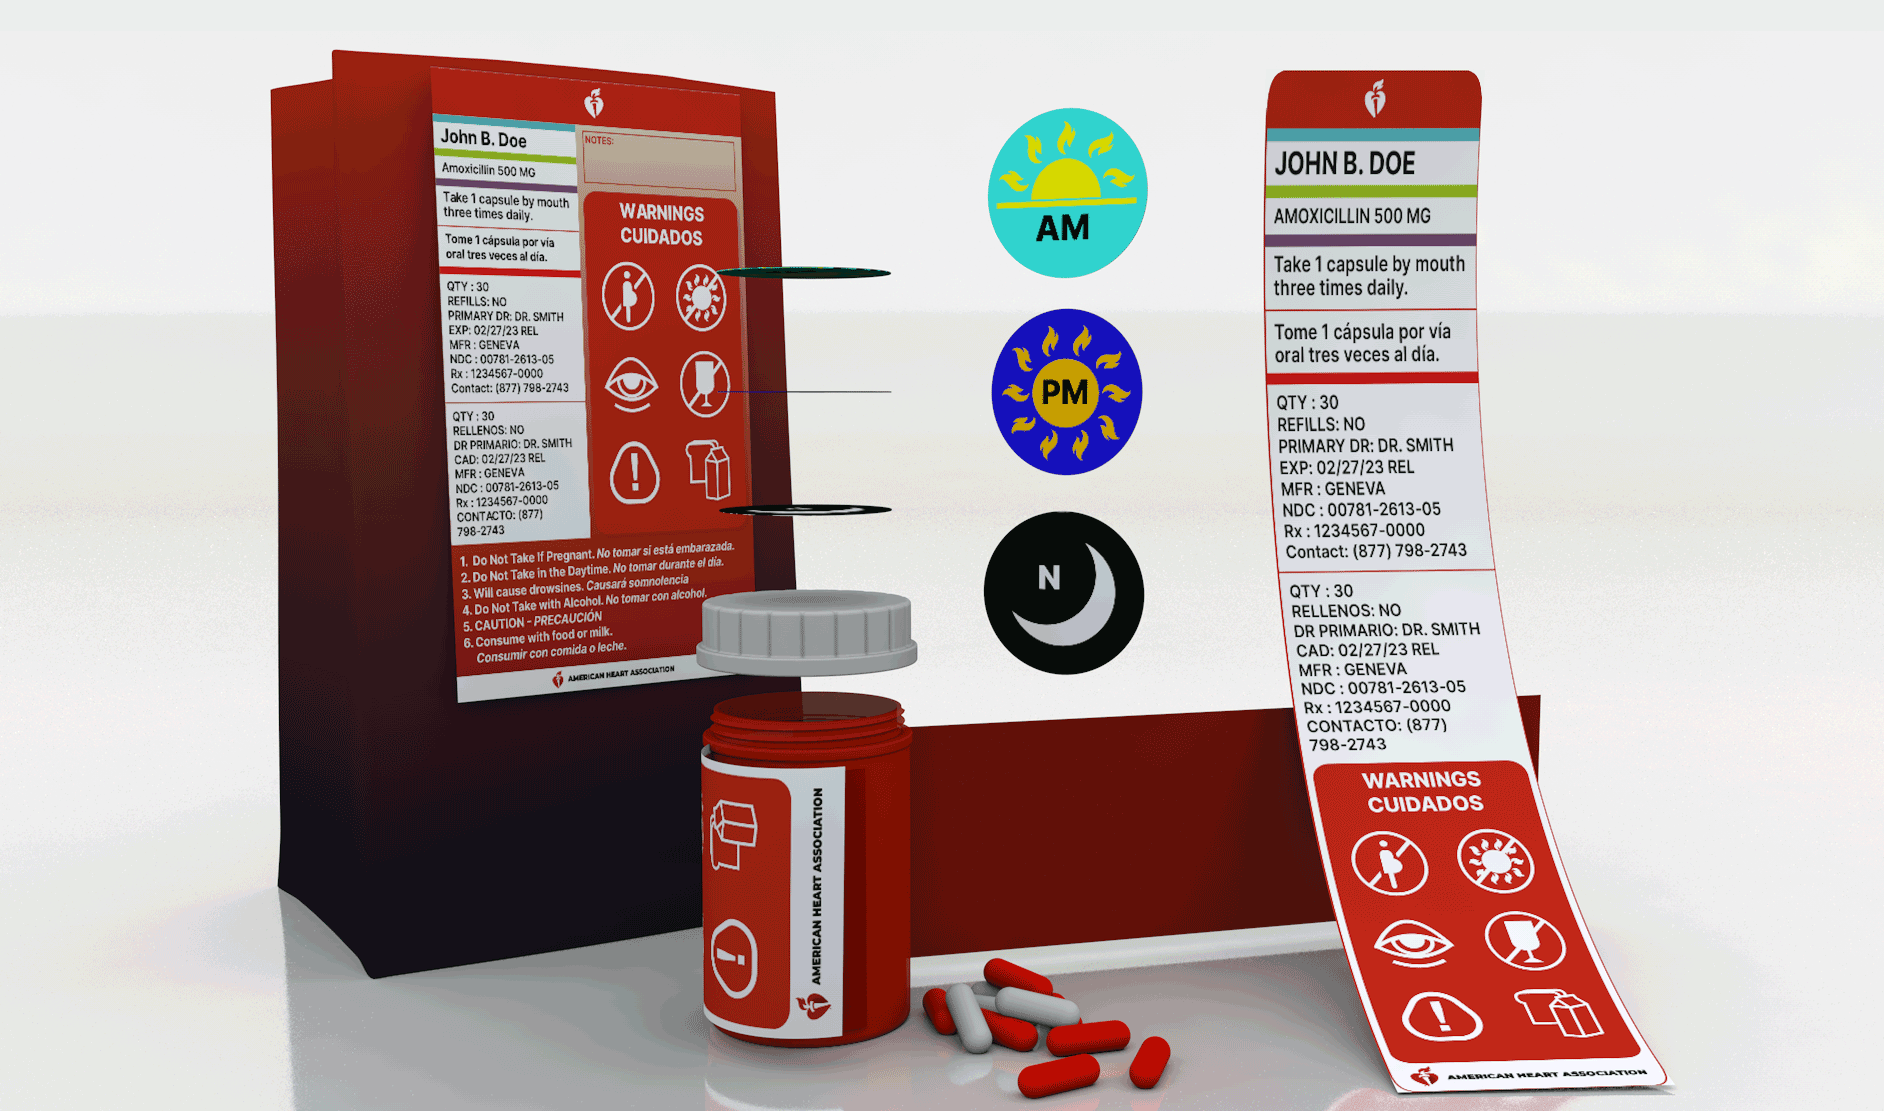 John B. Doe
Amoxicillin 500 MG
Take 1 capsule by mouth
three times daily.
Tome 1 cápsula por vía
oral tres veces al día.
QTY : 30
REFILLS: NO
PRIMARY DR: DR. SMITH
EXP: 02/27/23 REL
MFR : GENEVA
NDC : 00781-2613-05
Rx : 1234567-0000
Contact: (877) 798-2743
QTY : 30
RELLENOS: NO
DR PRIMARIO: DR. SMITH
CAD: 02/27/23 REL
MFR : GENEVA
NDC : 00781-2613-05
Rx : 1234567-0000
CONTACTO: (877)
798-2743
NOTES:
WARNINGS
CUIDADOS
1. Do Not Take If Pregnant. No tomar si está embarazada.
2. Do Not Take in the Daytime. No tomar durante el día.
3. Will cause drowsines. Causará somnolencia
4. Do Not Take with Alcohol. No tomar con alcohol.
5. CAUTION - PRECAUCIÓN
6. Consume with food or milk.
Consumir con comida o leche.
AMERICAN HEART ASSOCIATION
AMERICAN HEART ASSOCIATION
AM
PM
N
JOHN B. DOE
AMOXICILLIN 500 MG
Take 1 capsule by mouth
three times daily.
Tome 1 cápsula por vía
oral tres veces al día.
QTY : 30
REFILLS: NO
PRIMARY DR: DR. SMITH
EXP: 02/27/23 REL
MFR : GENEVA
NDC : 00781-2613-05
Rx : 1234567-0000
Contact: (877) 798-2743
QTY : 30
RELLENOS: NO
DR PRIMARIO: DR. SMITH
CAD: 02/27/23 REL
MFR : GENEVA
NDC : 00781-2613-05
Rx : 1234567-0000
CONTACTO: (877)
798-2743
WARNINGS
CUIDADOS
AMERICAN HEART ASSOCIATION